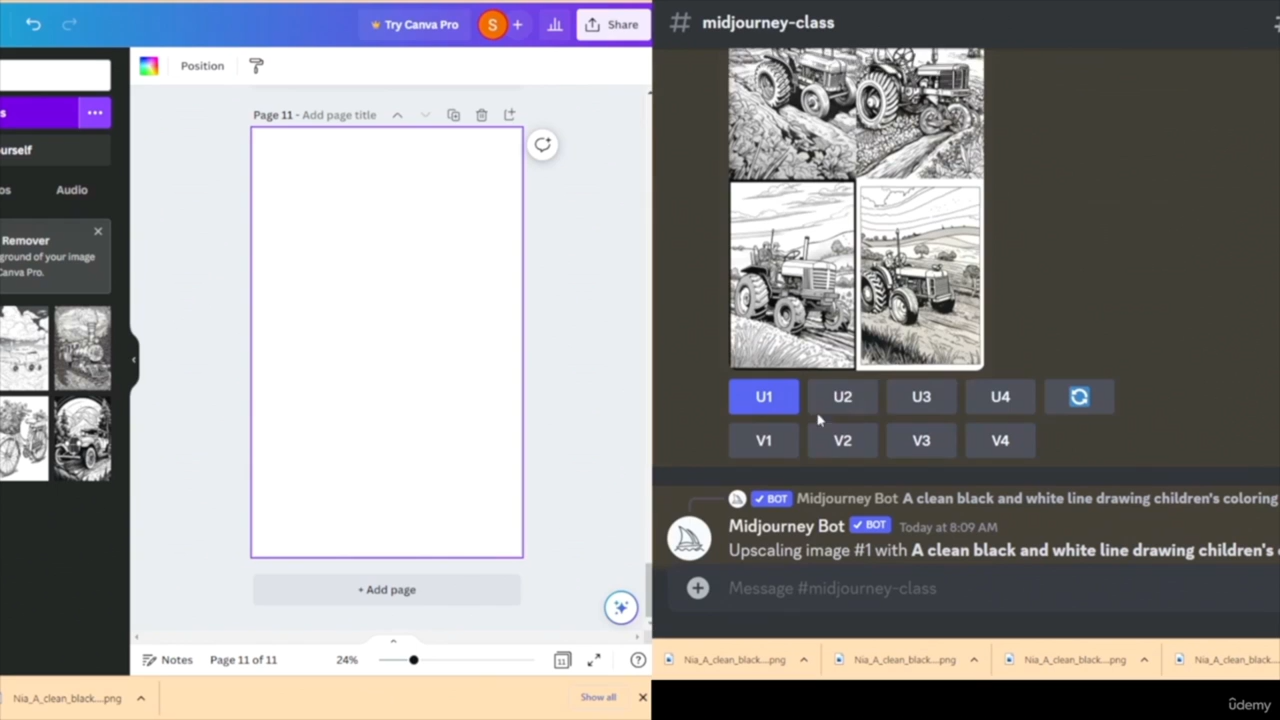 Try Canva Pro
S
+
Share
# midjourney-class
s
Position
Page 11 - Add page title
ourself
os
Audio
Remover
ground of your image
Canva Pro.
U1
U2
U3
U4
V1
V2
V3
V4
BOT Midjourney Bot A clean black and white line drawing children's coloring
Midjourney Bot BOT Today at 8:09 AM
Upscaling image #1 with A clean black and white line drawing children's
+ Add page
Message #midjourney-class
Notes
Page 11 of 11
24%
11
?
Nia_A_clean_black....png
Nia_A_clean_black....png
Nia_A_clean_black....png
Nia_A_clean_black...
Nia_A_clean_black....png
Show all
udemy